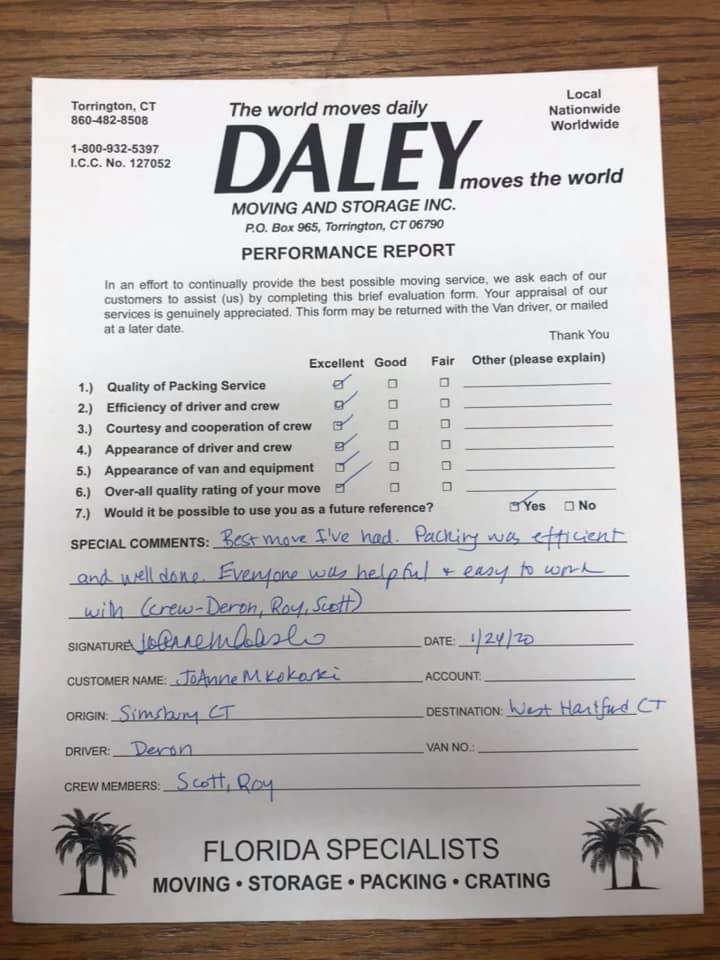 Torrington, CT
860-482-8508
1-800-932-5397
I.C.C. No. 127052
The world moves daily
DALEY
moves the world
MOVING AND STORAGE INC.
P.O. Box 965, Torrington, CT 06790
Local
Nationwide
Worldwide
PERFORMANCE REPORT
In an effort to continually provide the best possible moving service, we ask each of our
customers to assist (us) by completing this brief evaluation form. Your appraisal of our
services is genuinely appreciated. This form may be returned with the Van driver, or mailed
at a later date.
Thank You
Excellent Good Fair Other (please explain)
1.) Quality of Packing Service
2.) Efficiency of driver and crew
3.) Courtesy and cooperation of crew
4.) Appearance of driver and crew
5.) Appearance of van and equipment
6.) Over-all quality rating of your move
7.) Would it be possible to use you as a future reference? Yes No
SPECIAL COMMENTS: Best move I've had. Packing was efficient
and well done. Everyone was helpful + easy to work
with (crew-Deron, Roy, Scott)
SIGNATURE DATE: 1/24/20
CUSTOMER NAME: JoAnne M ACCOUNT:
ORIGIN: Simsbury CT DESTINATION: West Hartford CT
DRIVER: Deron VAN NO.:
CREW MEMBERS: Scott, Roy
FLORIDA SPECIALISTS
MOVING • STORAGE • PACKING • CRATING